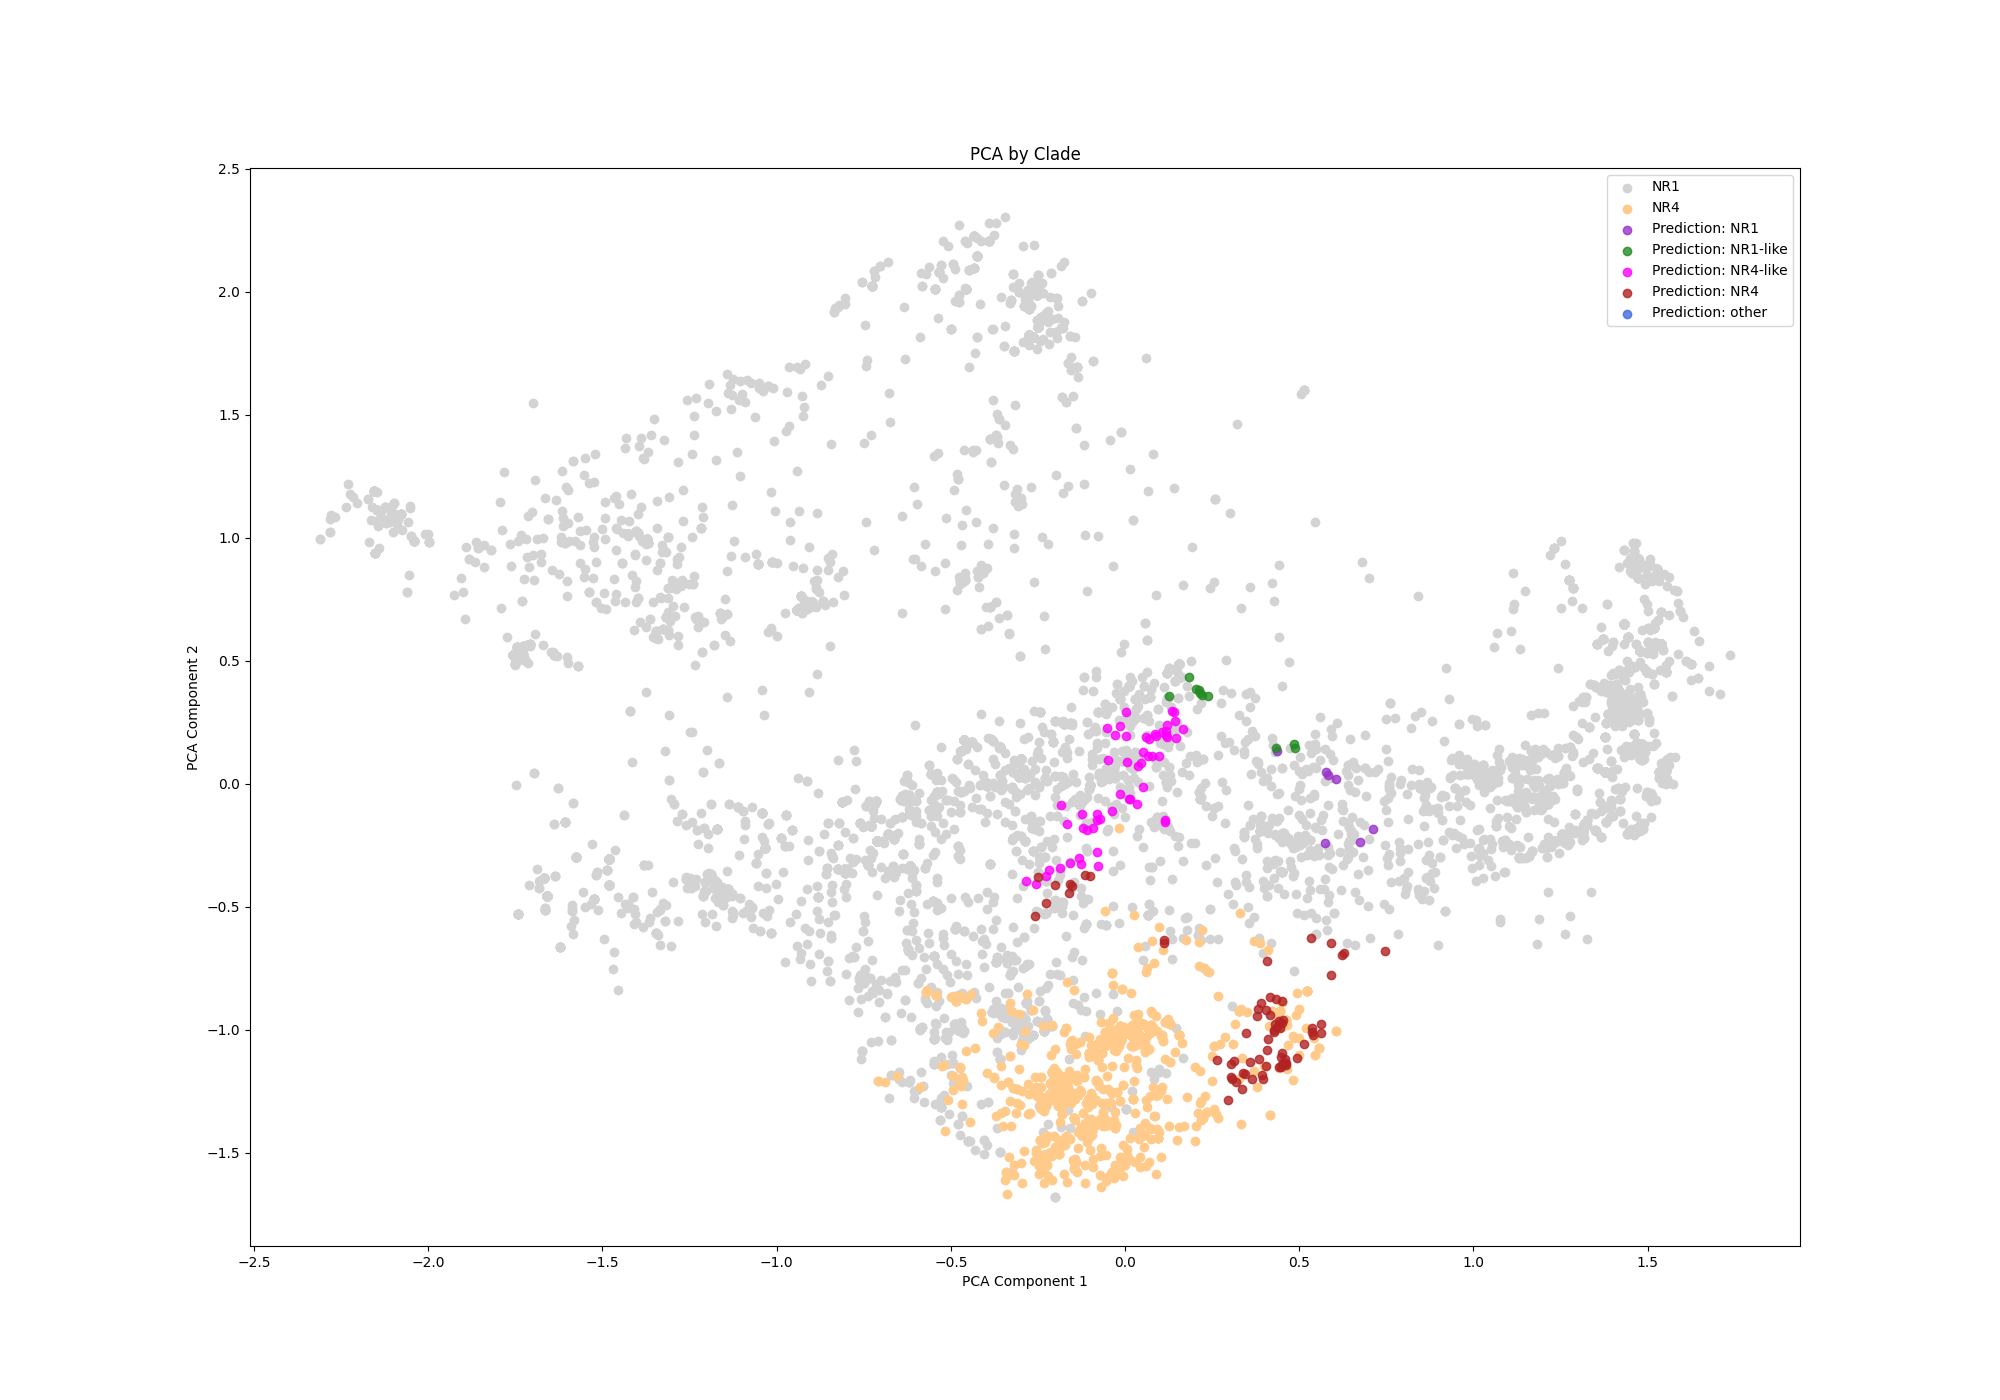 PCA by Clade
NR1
NR4
Prediction: NR1
Prediction: NR1-like
Prediction: NR4-like
Prediction: NR4
Prediction: other
PCA Component 2
2.5
2.0
1.5
1.0
0.5
0.0
−0.5
−1.0
−1.5
−2.5 −2.0 −1.5 −1.0 −0.5 0.0 0.5 1.0 1.5
PCA Component 1